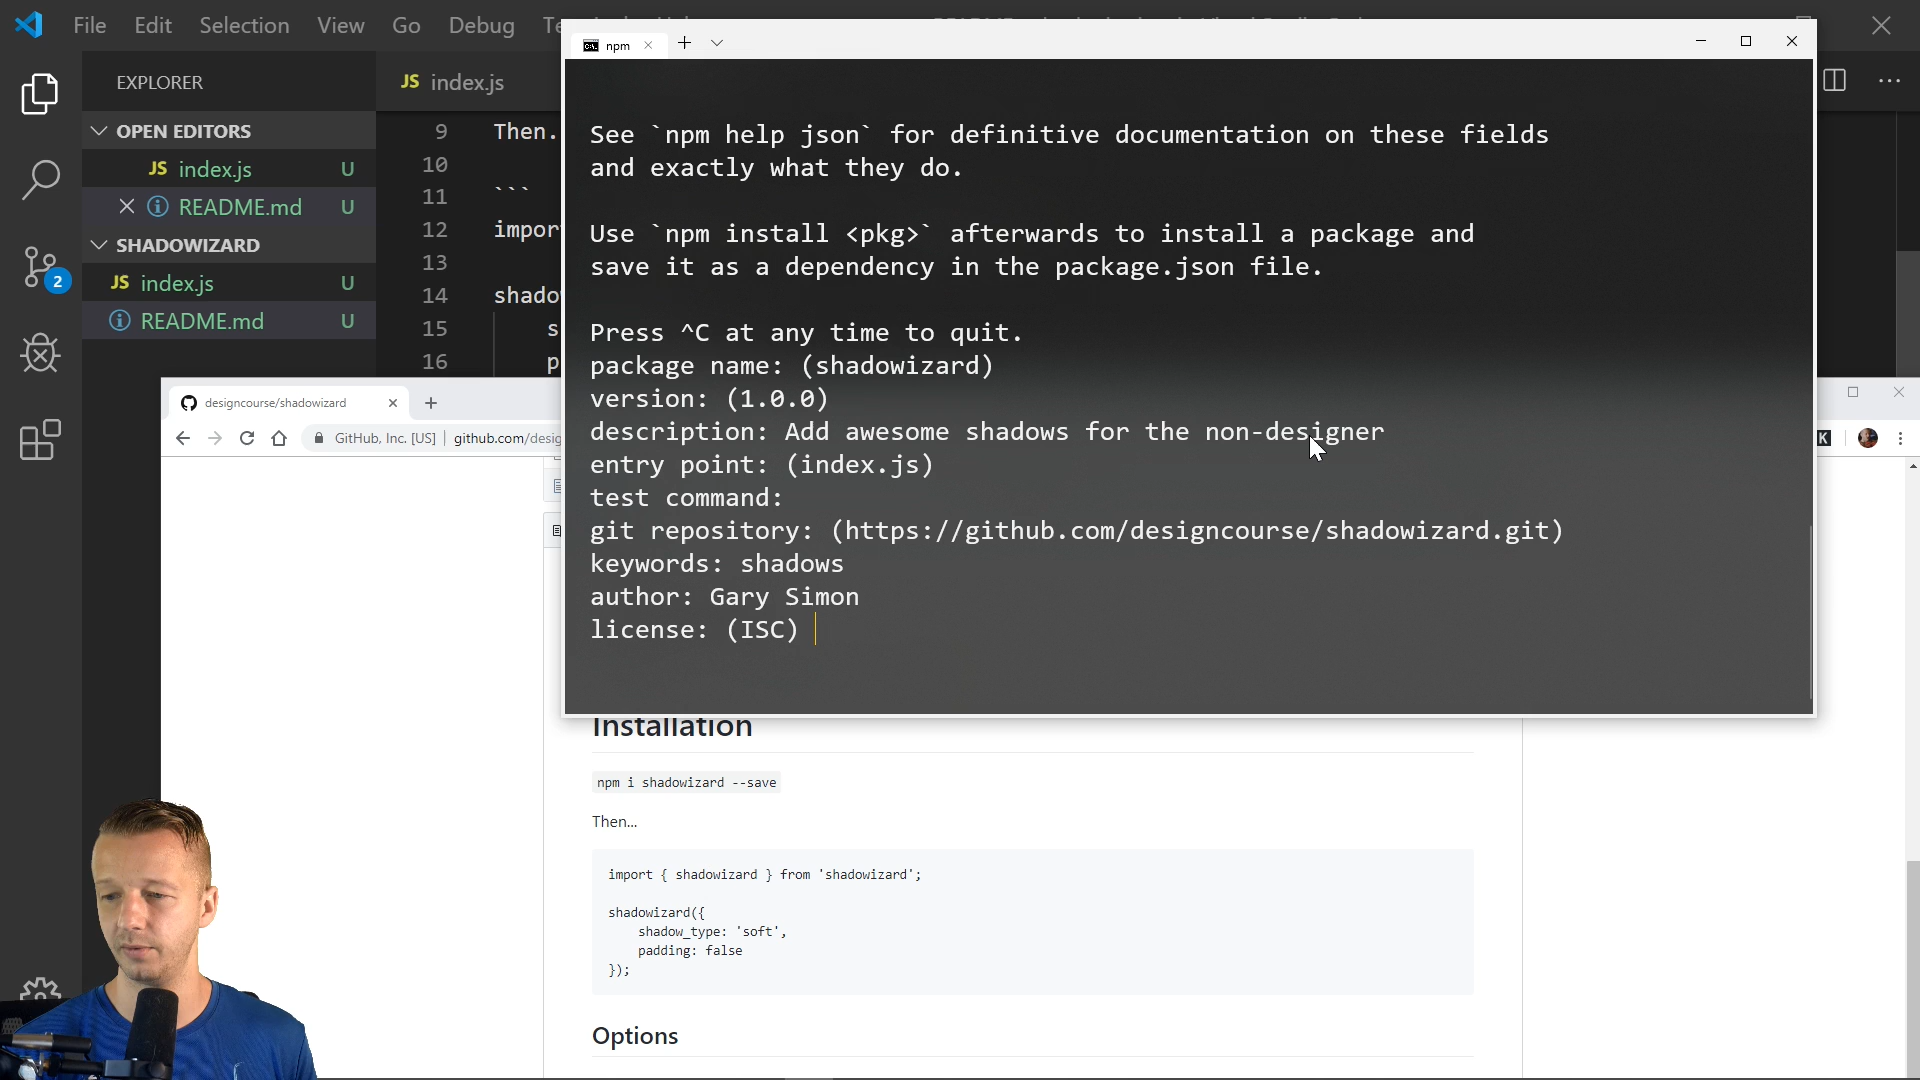 File Edit Selection View Go Debug
npm
EXPLORER
JS index.js
OPEN EDITORS
JS index.js U
README.md U
SHADOWIZARD
JS index.js U
README.md U
2
9 Then.
10
11 ```
12 impor
13
14 shado
15 s
16 p
See `npm help json` for definitive documentation on these fields
and exactly what they do.
Use `npm install <pkg>` afterwards to install a package and
save it as a dependency in the package.json file.
Press ^C at any time to quit.
package name: (shadowizard)
version: (1.0.0)
description: Add awesome shadows for the non-designer
entry point: (index.js)
test command:
git repository: (https://github.com/designcourse/shadowizard.git)
keywords: shadows
author: Gary Simon
license: (ISC)
designcourse/shadowizard
GitHub, Inc. [US] github.com/desig
K
Installation
npm i shadowizard --save
Then...
import { shadowizard } from 'shadowizard';
shadowizard({
shadow_type: 'soft',
padding: false
});
Options